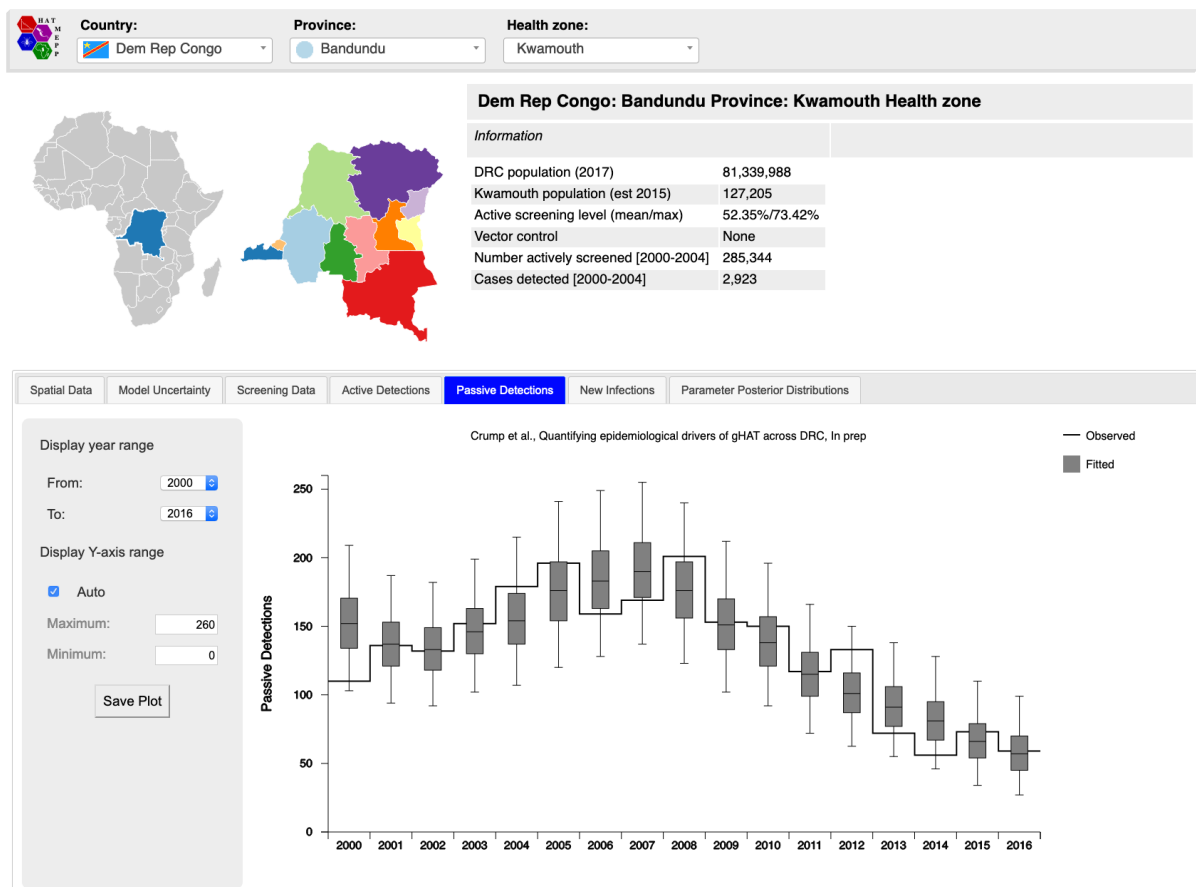 HAT
MEPP
Country: Province: Health zone:
Dem Rep Congo Bandundu Kwamouth
Dem Rep Congo: Bandundu Province: Kwamouth Health zone
Information
DRC population (2017) 81,339,988
Kwamouth population (est 2015) 127,205
Active screening level (mean/max) 52.35%/73.42%
Vector control None
Number actively screened [2000-2004] 285,344
Cases detected [2000-2004] 2,923
Spatial Data Model Uncertainty Screening Data Active Detections Passive Detections New Infections Parameter Posterior Distributions
Display year range
From: 2000
To: 2016
Display Y-axis range
Auto
Maximum: 260
Minimum: 0
Save Plot
Crump et al., Quantifying epidemiological drivers of gHAT across DRC, In prep
Observed
Fitted
Passive Detections
250
200
150
100
50
0
2000 2001 2002 2003 2004 2005 2006 2007 2008 2009 2010 2011 2012 2013 2014 2015 2016